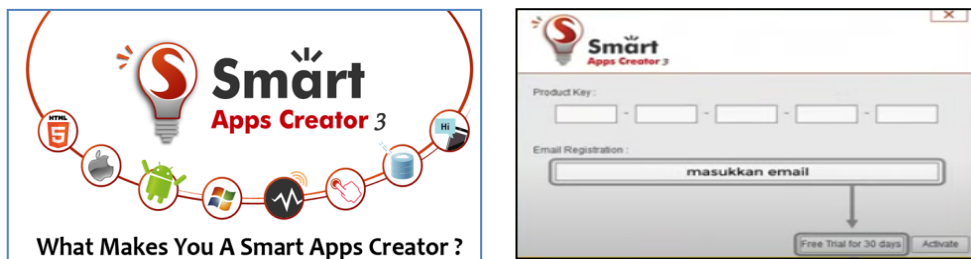 Smart
Apps Creator 3
HTML
5
Hi
What Makes You A Smart Apps Creator ?
Smart
Apps Creator 3
Product Key :
- - - -
Email Registration :
masukkan email
Free Trial for 30 days
Activate